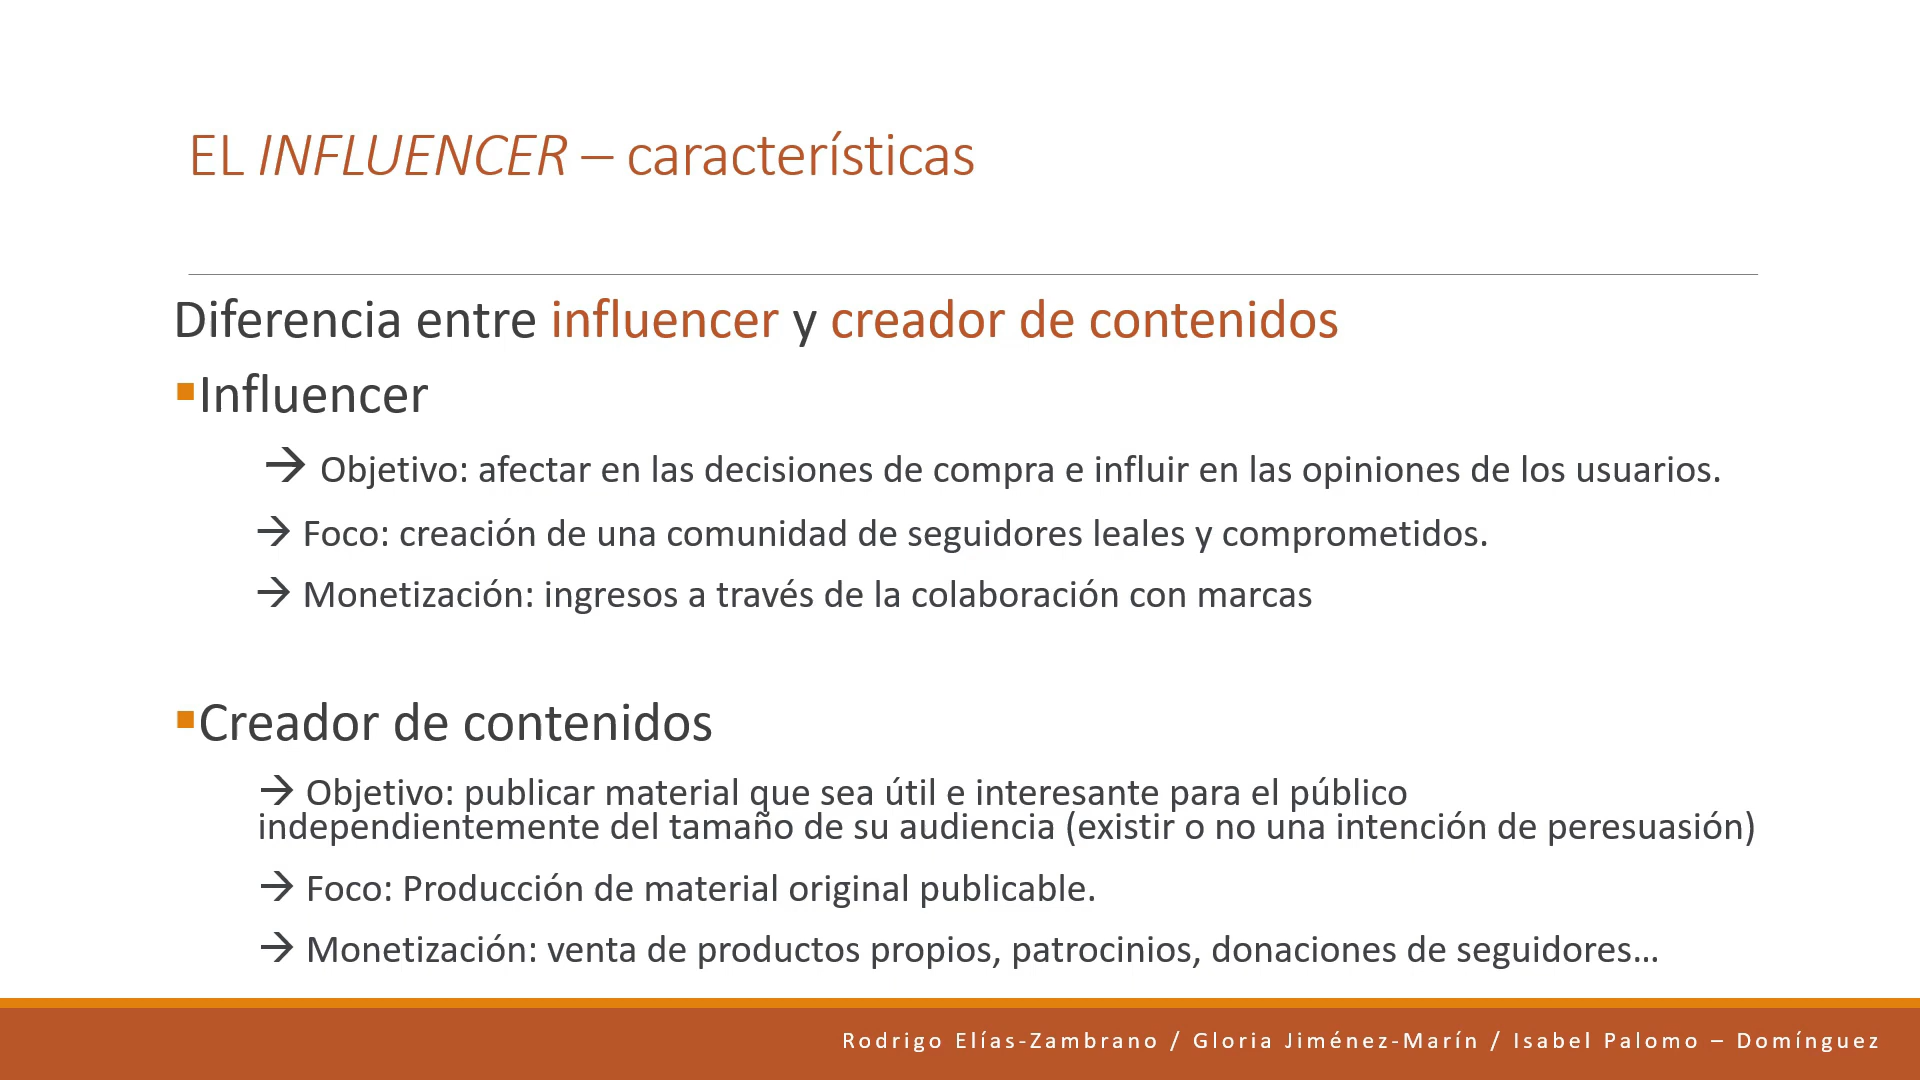 EL INFLUENCER – características
Diferencia entre influencer y creador de contenidos
▪Influencer
→ Objetivo: afectar en las decisiones de compra e influir en las opiniones de los usuarios.
→ Foco: creación de una comunidad de seguidores leales y comprometidos.
→ Monetización: ingresos a través de la colaboración con marcas
▪Creador de contenidos
→ Objetivo: publicar material que sea útil e interesante para el público
independientemente del tamaño de su audiencia (existir o no una intención de peresuasión)
→ Foco: Producción de material original publicable.
→ Monetización: venta de productos propios, patrocinios, donaciones de seguidores…
Rodrigo Elías-Zambrano / Gloria Jiménez-Marín / Isabel Palomo – Domínguez